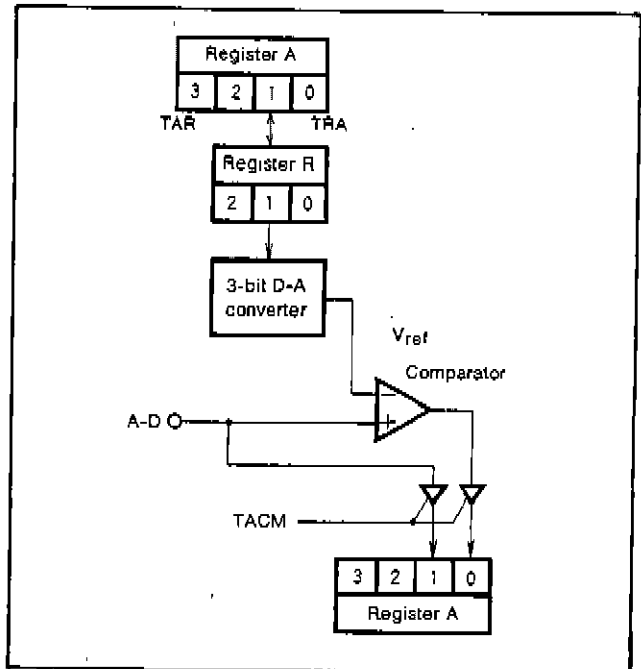 Register A
3 2 1 0
TAR TRA
Register R
2 1 0
3-bit D-A
converter
Vref
Comparator
− 
A-D
+
TACM
3 2 1 0
Register A